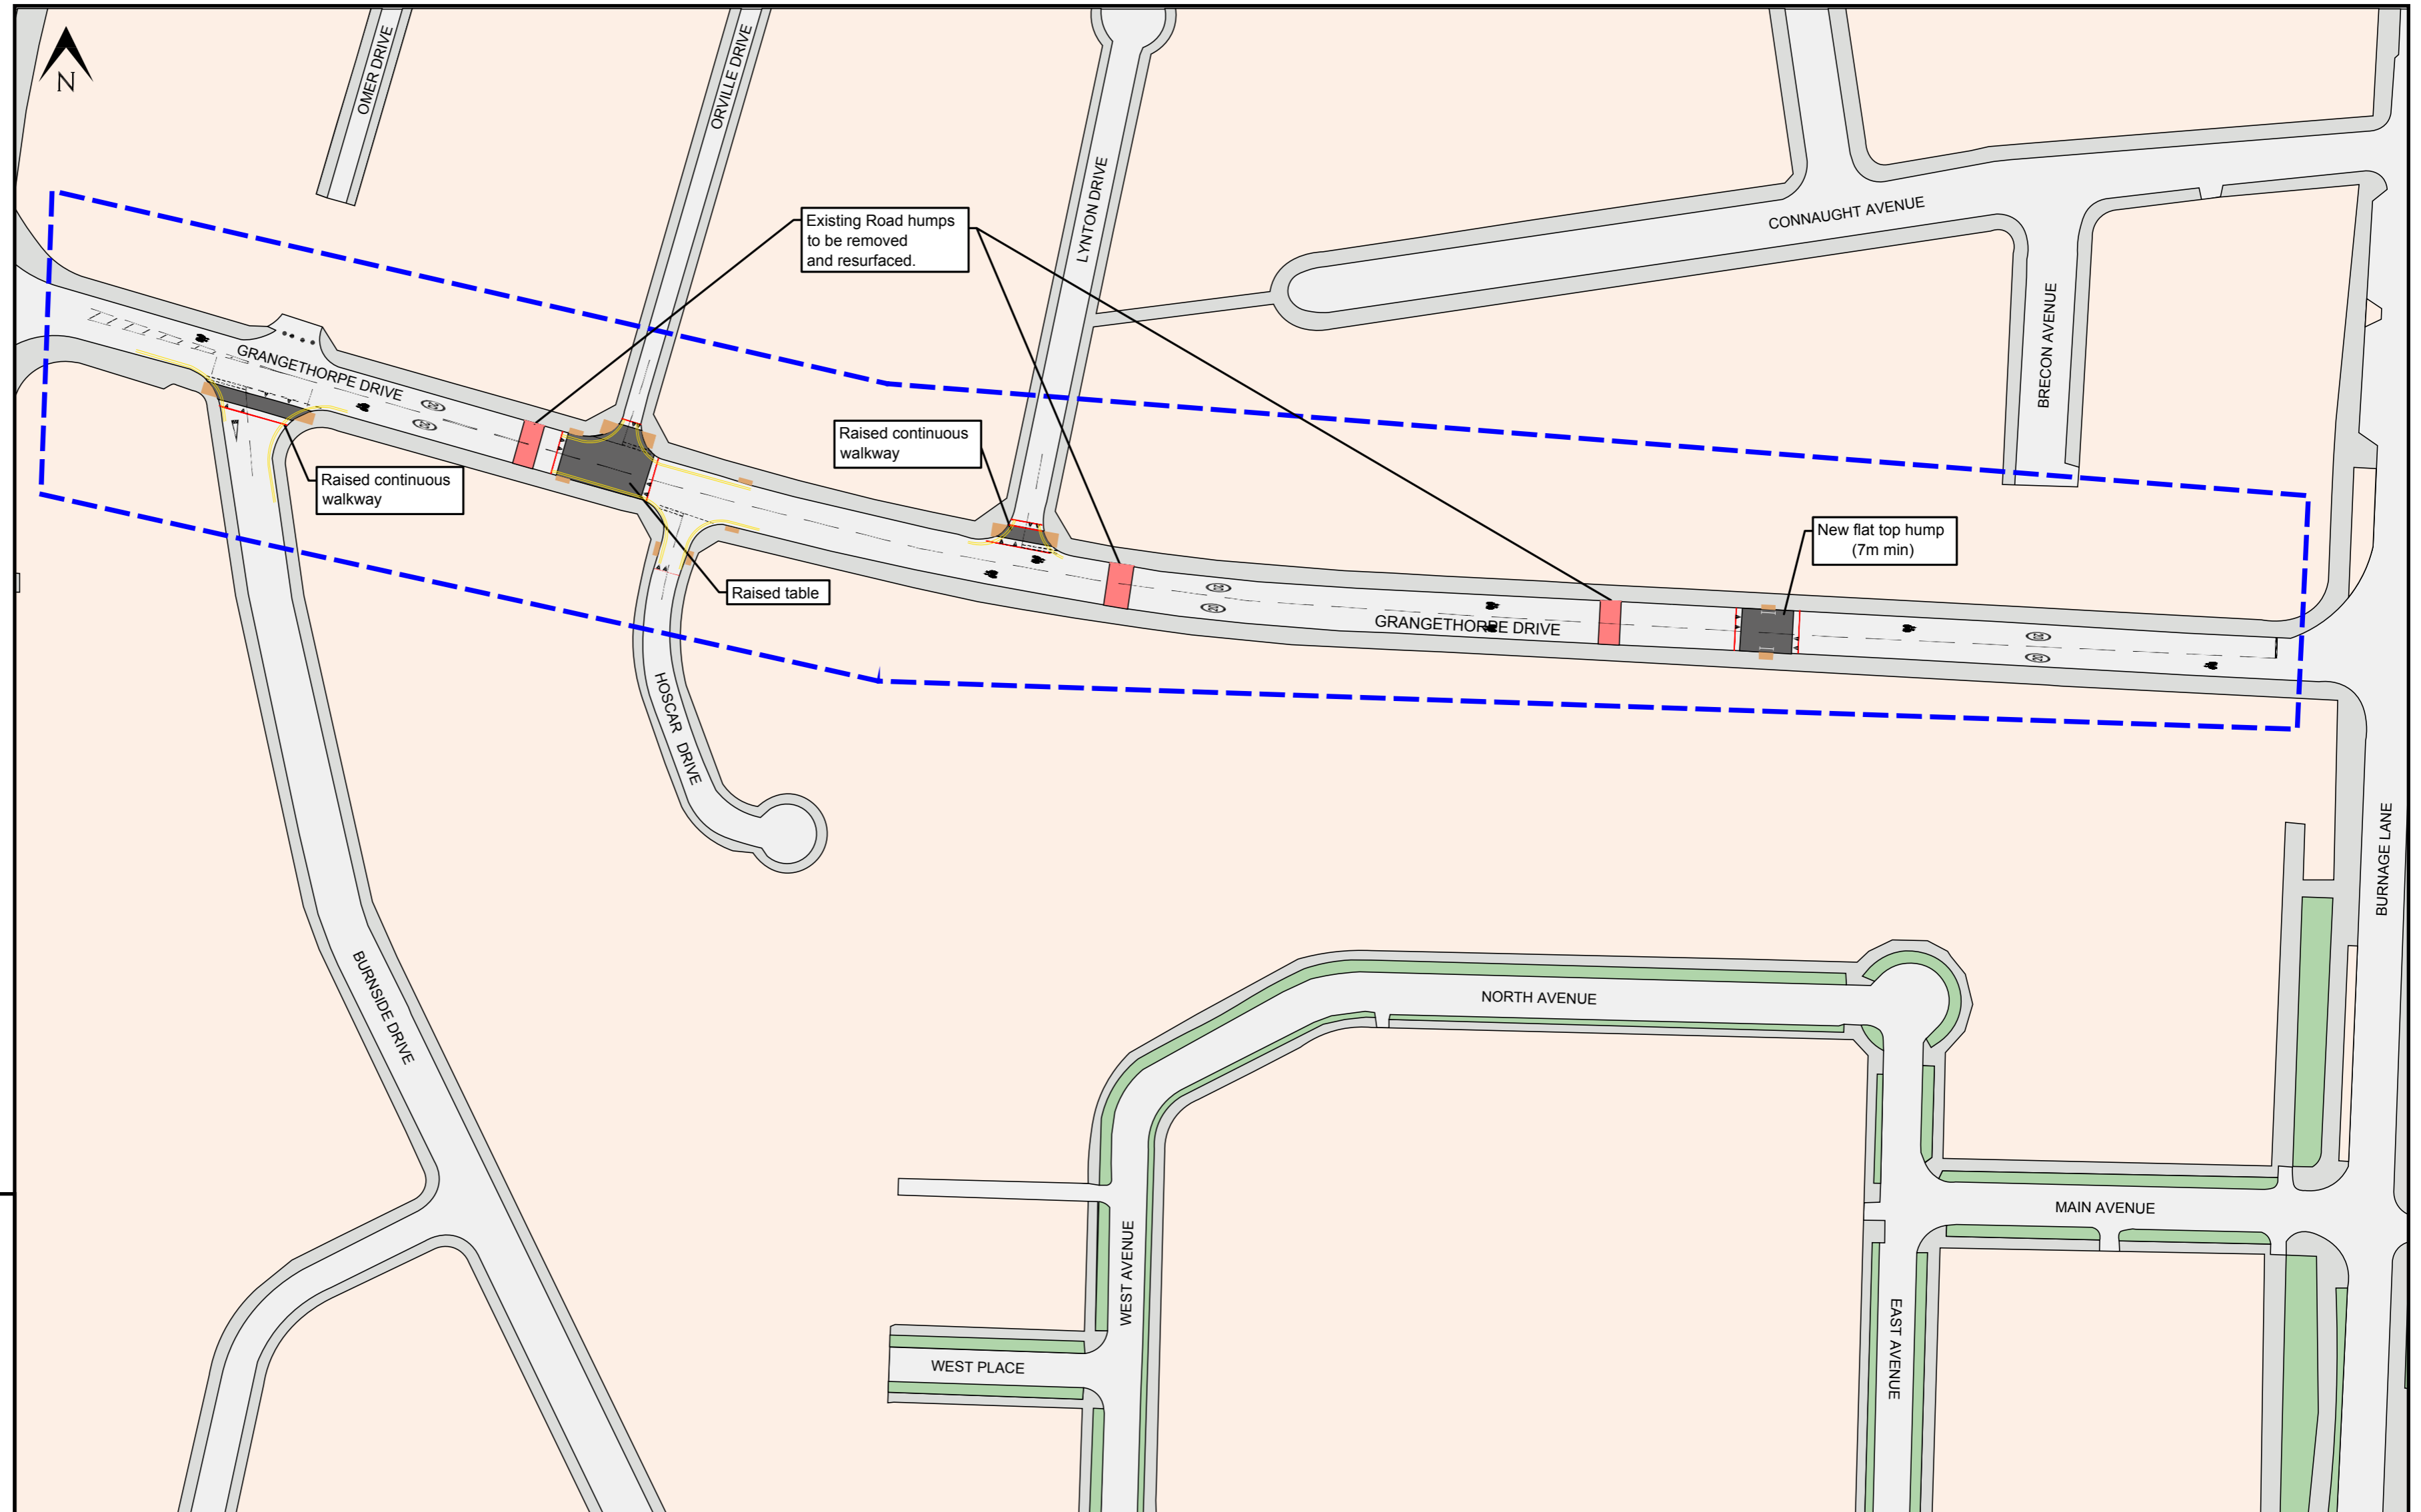 N
OMER DRIVE
ORVILLE DRIVE
LYNTON DRIVE
CONNAUGHT AVENUE
BRECON AVENUE
Existing Road humps
to be removed
and resurfaced.
GRANGETHORPE DRIVE
Raised continuous
walkway
Raised continuous
walkway
New flat top hump
(7m min)
Raised table
GRANGETHORPE DRIVE
HOSCAR DRIVE
BURNAGE LANE
BURNSIDE DRIVE
NORTH AVENUE
MAIN AVENUE
WEST AVENUE
EAST AVENUE
WEST PLACE